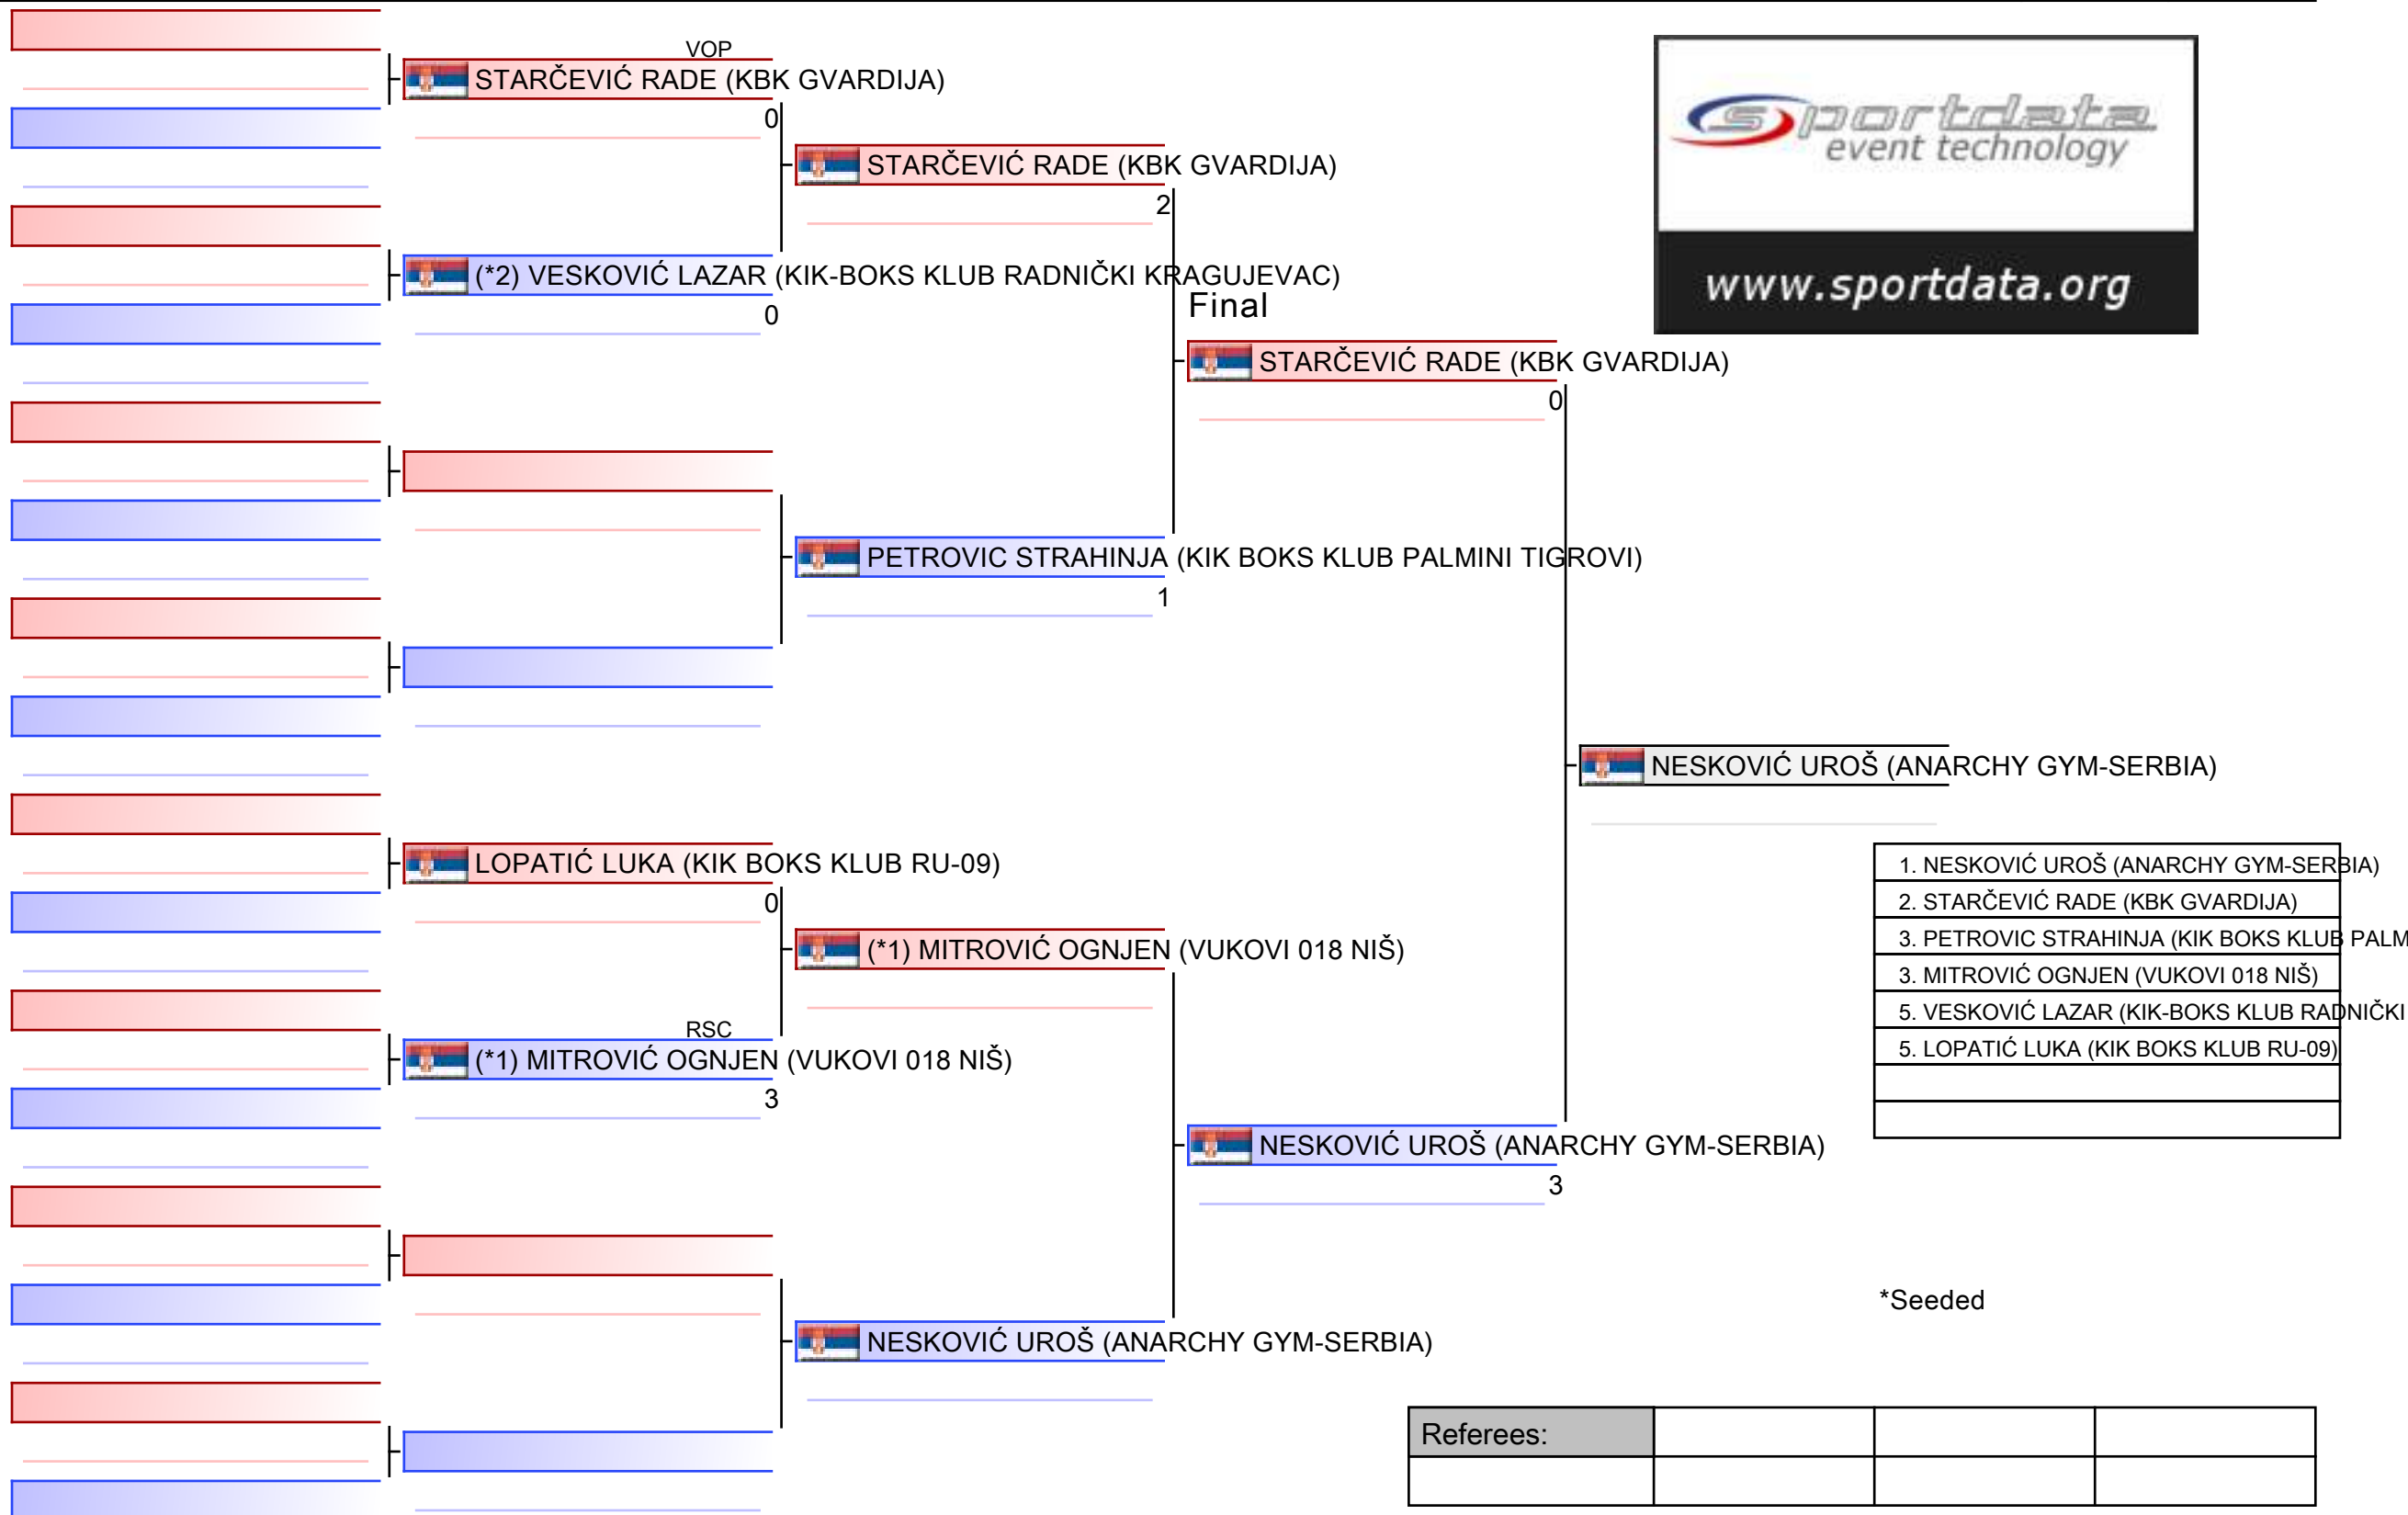 VOP
STARČEVIĆ RADE (KBK GVARDIJA)
0
STARČEVIĆ RADE (KBK GVARDIJA)
2
(*2) VESKOVIĆ LAZAR (KIK-BOKS KLUB RADNIČKI KRAGUJEVAC)
0
sportdata
event technology
www.sportdata.org
Final
STARČEVIĆ RADE (KBK GVARDIJA)
0
PETROVIC STRAHINJA (KIK BOKS KLUB PALMINI TIGROVI)
1
NESKOVIĆ UROŠ (ANARCHY GYM-SERBIA)
LOPATIĆ LUKA (KIK BOKS KLUB RU-09)
0
(*1) MITROVIĆ OGNJEN (VUKOVI 018 NIŠ)
RSC
(*1) MITROVIĆ OGNJEN (VUKOVI 018 NIŠ)
3
NESKOVIĆ UROŠ (ANARCHY GYM-SERBIA)
3
NESKOVIĆ UROŠ (ANARCHY GYM-SERBIA)
1. NESKOVIĆ UROŠ (ANARCHY GYM-SERBIA)
2. STARČEVIĆ RADE (KBK GVARDIJA)
3. PETROVIC STRAHINJA (KIK BOKS KLUB PALM
3. MITROVIĆ OGNJEN (VUKOVI 018 NIŠ)
5. VESKOVIĆ LAZAR (KIK-BOKS KLUB RADNIČKI
5. LOPATIĆ LUKA (KIK BOKS KLUB RU-09)
*Seeded
Referees: